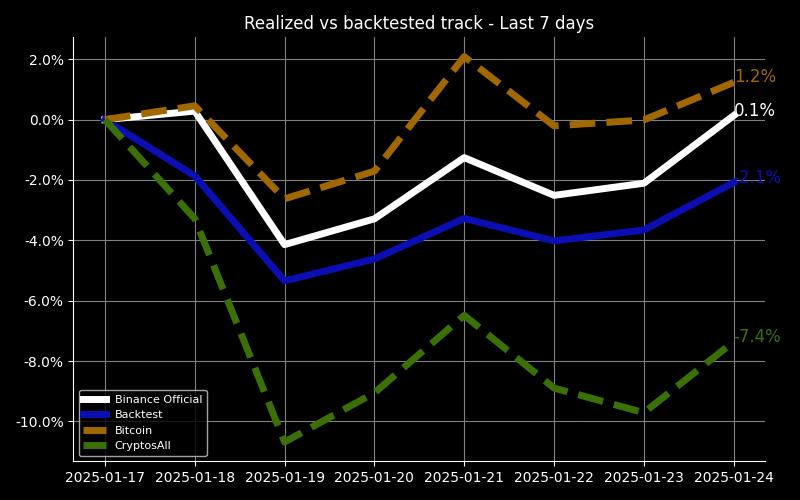 Realized vs backtested track - Last 7 days
2.0%
0.0%
-2.0%
-4.0%
-6.0%
-8.0%
-10.0%
1.2%
0.1%
-2.1%
-7.4%
Binance Official
Backtest
Bitcoin
CryptosAll
2025-01-17 2025-01-18 2025-01-19 2025-01-20 2025-01-21 2025-01-22 2025-01-23 2025-01-24